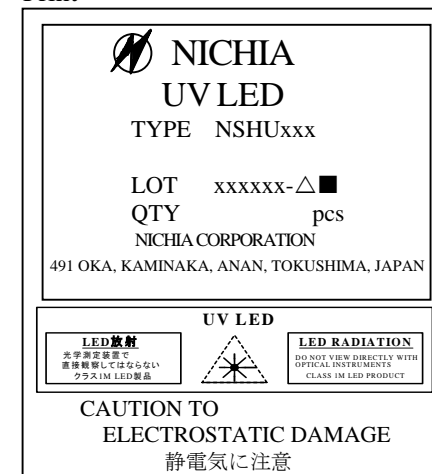 NICHIA
UV LED
TYPE NSHUxxx
LOT xxxxxx-△■
QTY pcs
NICHIA CORPORATION
491 OKA, KAMINAKA, ANAN, TOKUSHIMA, JAPAN
UV LED
LED放射
光学測定装置で
直接観察してはならない
クラス1M LED製品
LED RADIATION
DO NOT VIEW DIRECTLY WITH
OPTICAL INSTRUMENTS
CLASS 1M LED PRODUCT
CAUTION TO
ELECTROSTATIC DAMAGE
静電気に注意